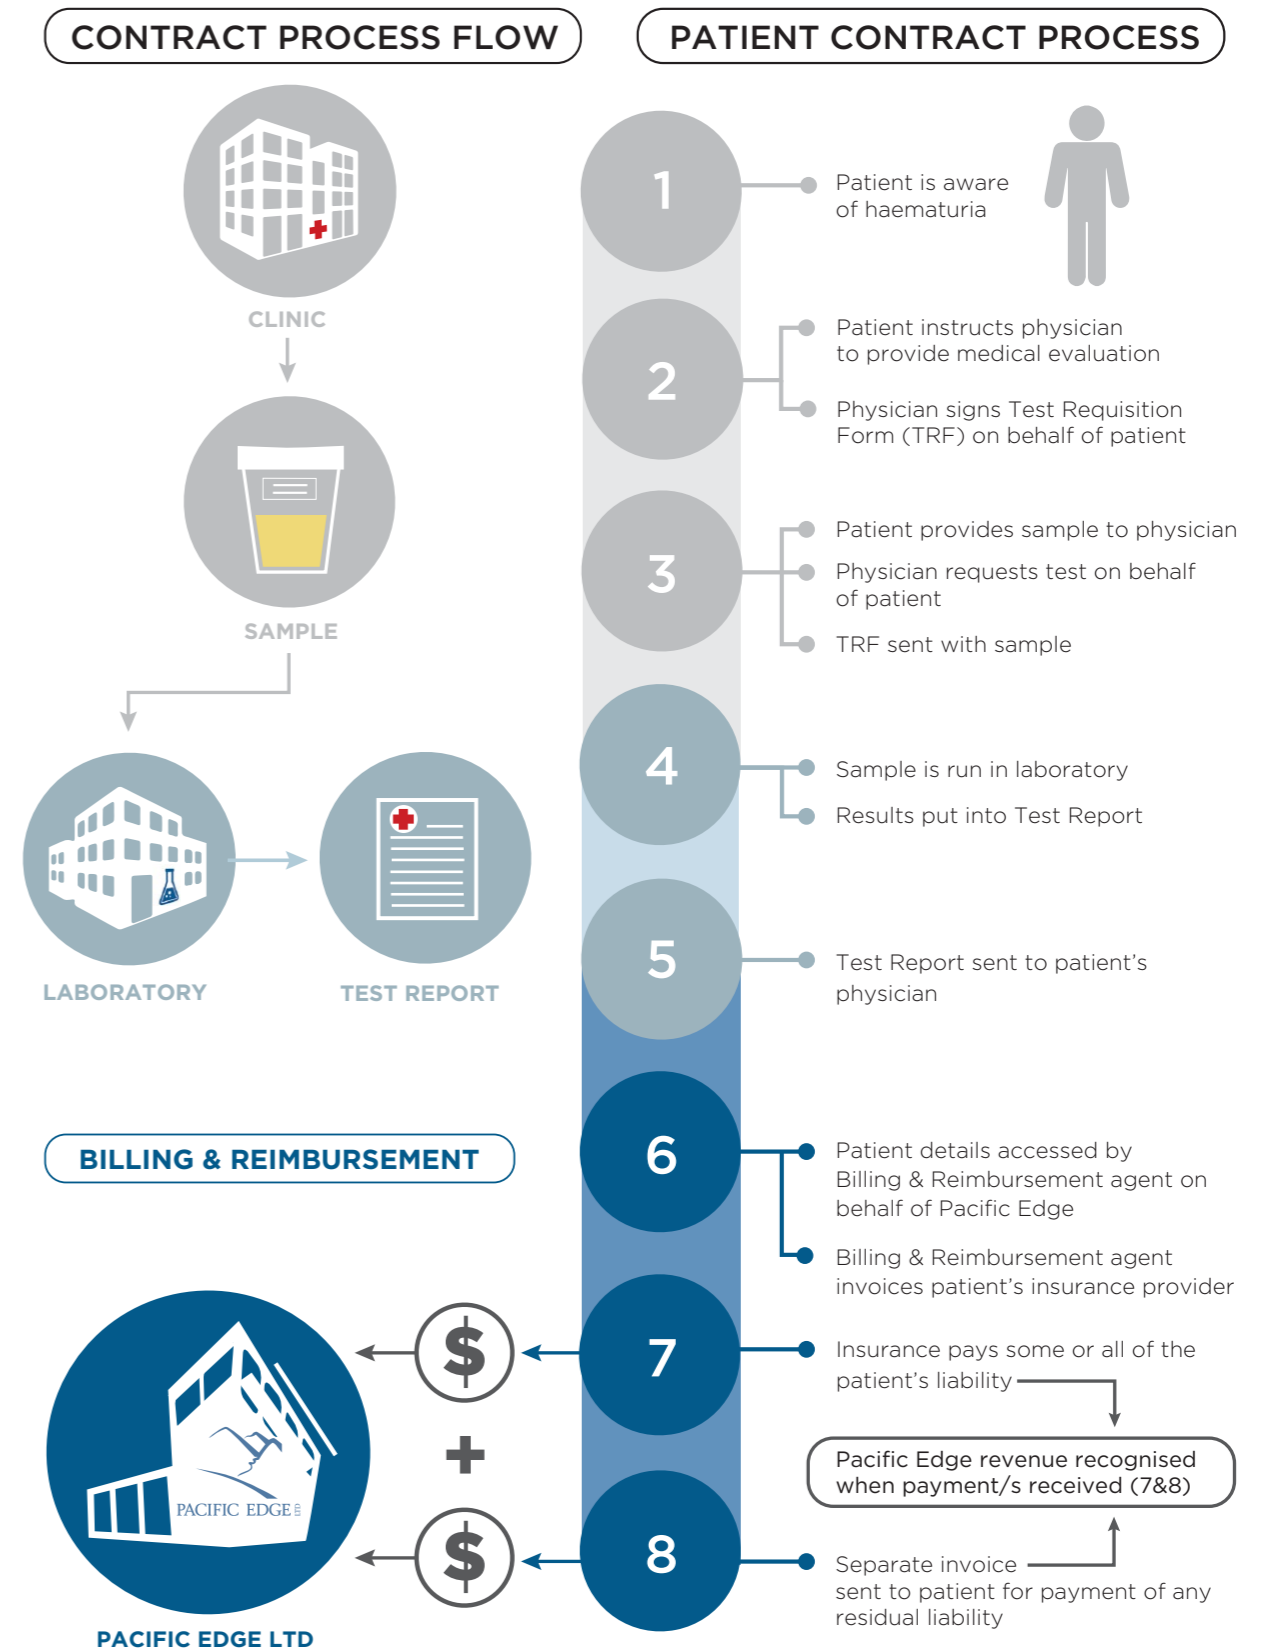 CONTRACT PROCESS FLOW
PATIENT CONTRACT PROCESS
CLINIC
SAMPLE
LABORATORY
TEST REPORT
1
Patient is aware
of haematuria
2
Patient instructs physician
to provide medical evaluation
Physician signs Test Requisition
Form (TRF) on behalf of patient
3
Patient provides sample to physician
Physician requests test on behalf
of patient
TRF sent with sample
4
Sample is run in laboratory
Results put into Test Report
5
Test Report sent to patient's
physician
BILLING & REIMBURSEMENT
6
Patient details accessed by
Billing & Reimbursement agent on
behalf of Pacific Edge
Billing & Reimbursement agent
invoices patient's insurance provider
7
Insurance pays some or all of the
patient's liability
$
+
$
Pacific Edge revenue recognised
when payment/s received (7&8)
8
Separate invoice
sent to patient for payment of any
residual liability
PACIFIC EDGE LTD
PACIFIC EDGE LTD